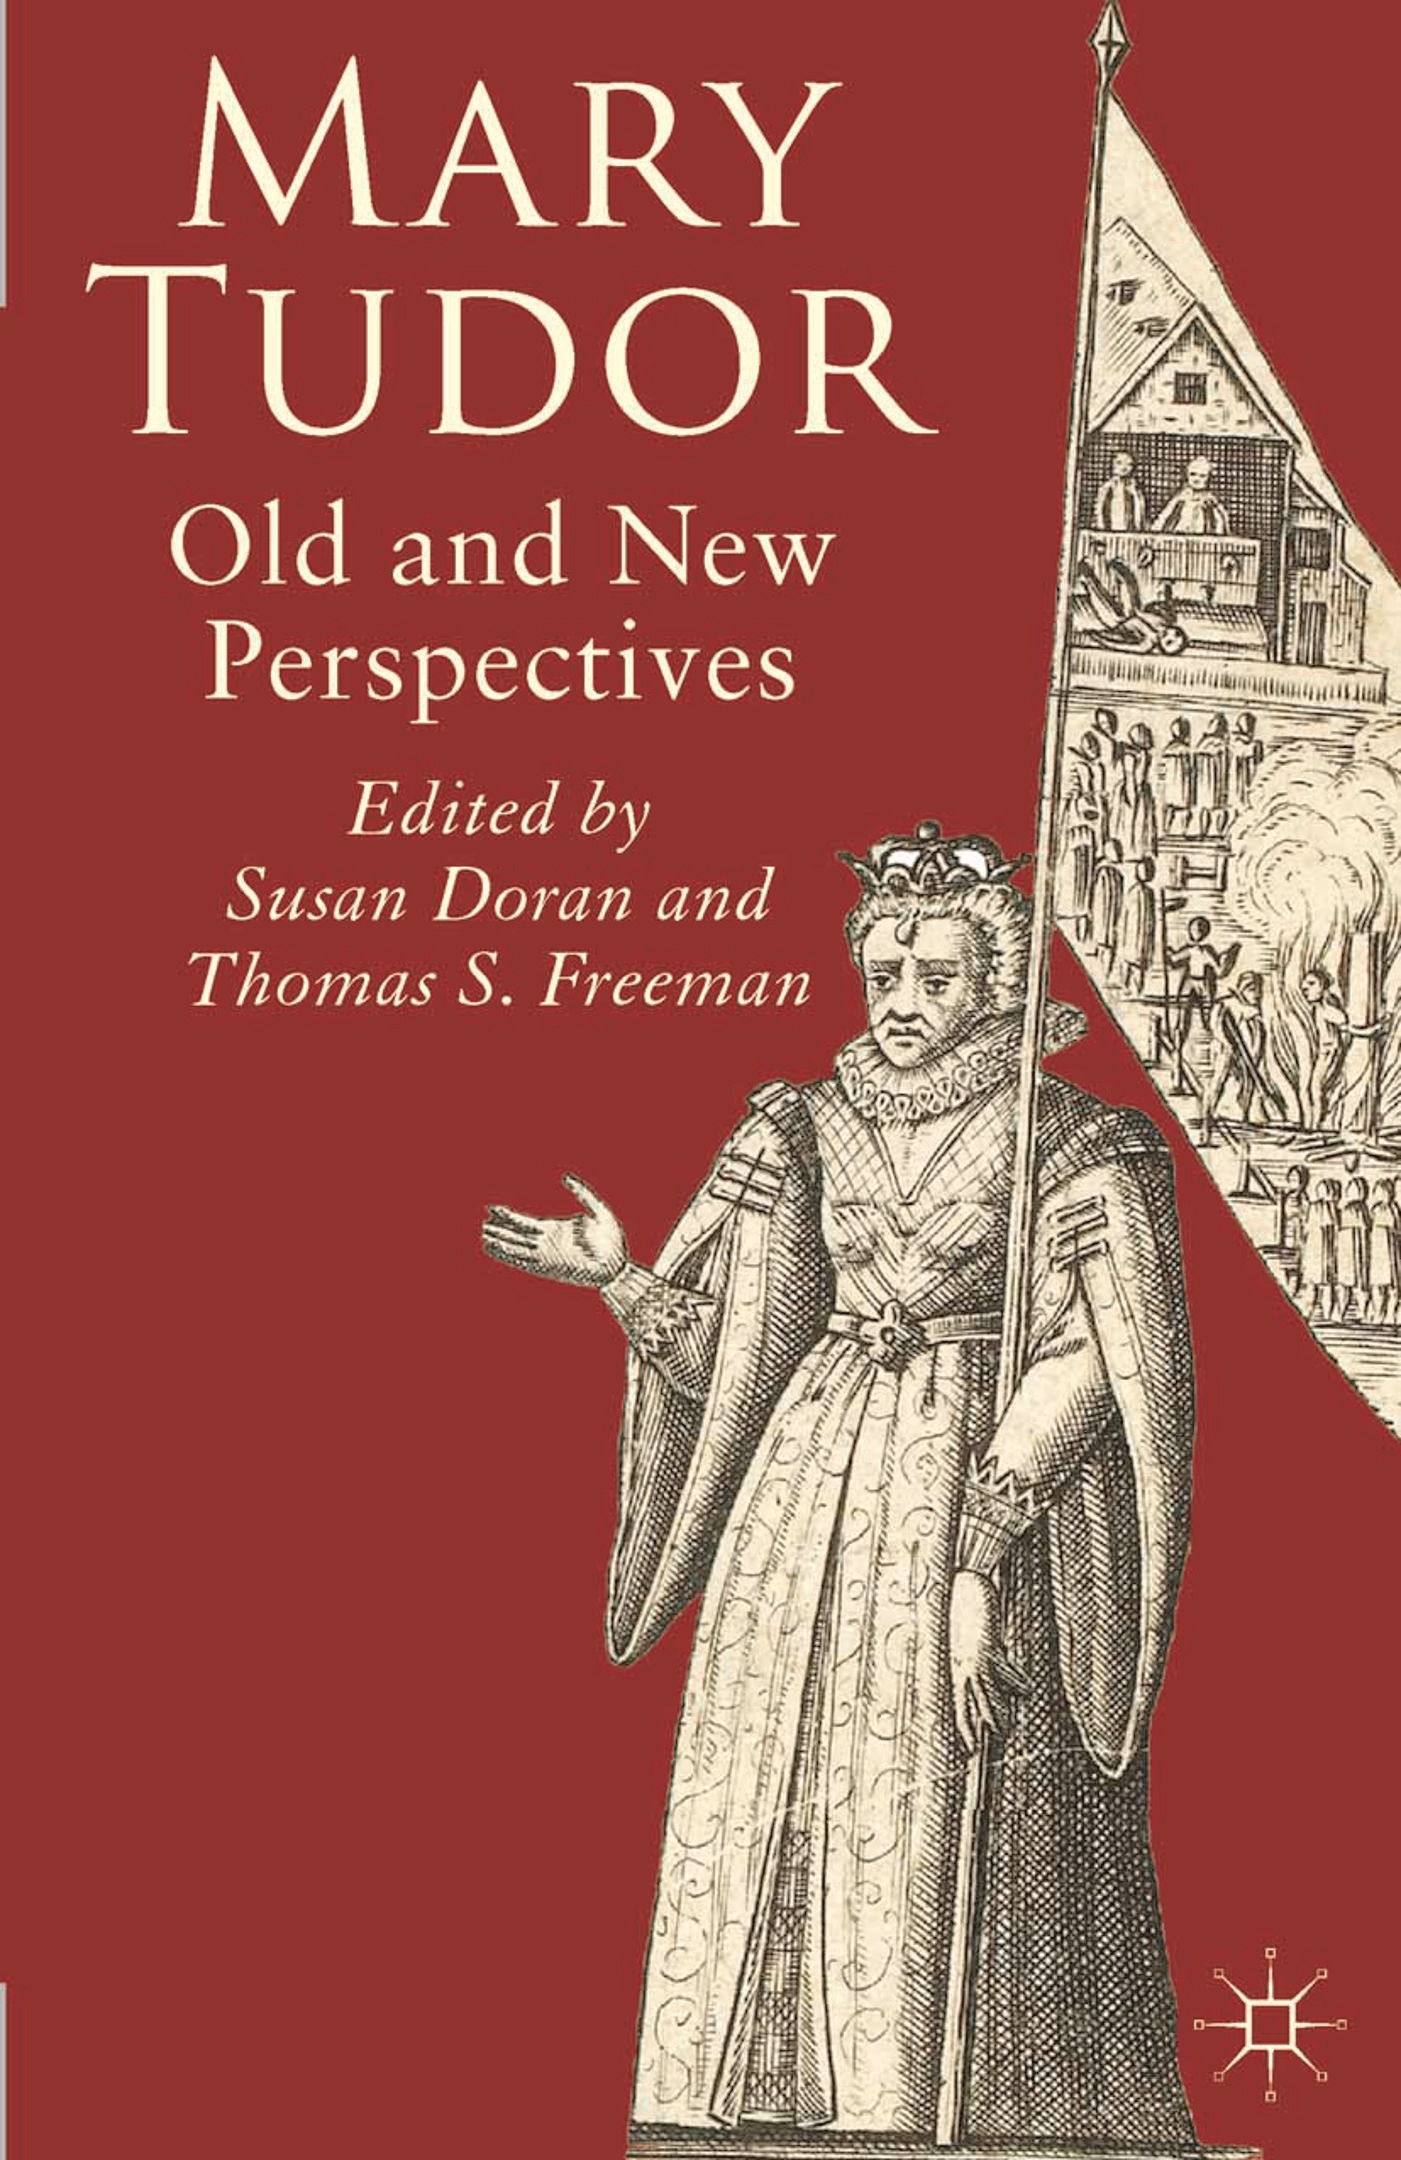 MARY
TUDOR
Old and New
Perspectives
Edited by
Susan Doran and
Thomas S. Freeman